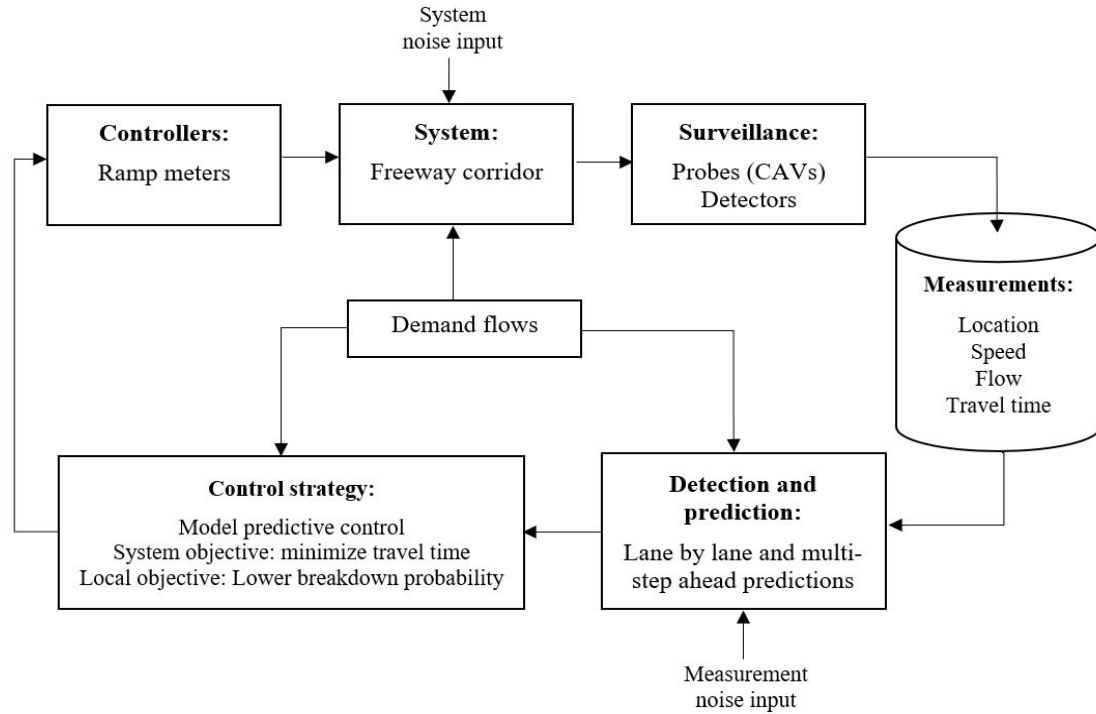 System
noise input
Controllers:
Ramp meters
System:
Freeway corridor
Surveillance:
Probes (CAVs)
Detectors
Measurements:
Location
Speed
Flow
Travel time
Demand flows
Control strategy:
Model predictive control
System objective: minimize travel time
Local objective: Lower breakdown probability
Detection and
prediction:
Lane by lane and multi-
step ahead predictions
Measurement
noise input